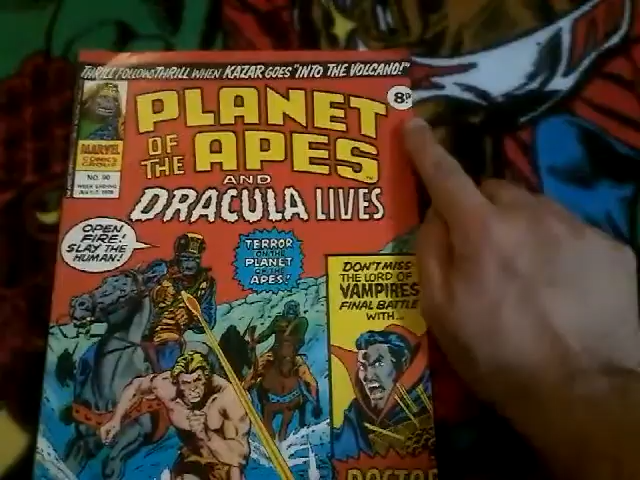 THRILL FOLLOWS THRILL WHEN KAZAR GOES "INTO THE VOLCANO!"
8P
PLANET
OF THE APES
AND
DRACULA LIVES
MARVEL
COMICS
GROUP
NO. 90
WEEK ENDING
OPEN
FIRE!
SLAY THE
HUMAN!
TERROR
ON THE
PLANET
OF THE
APES!
DON'T MISS
THE LORD OF
VAMPIRES
FINAL BATTLE
WITH...
DOCTOR